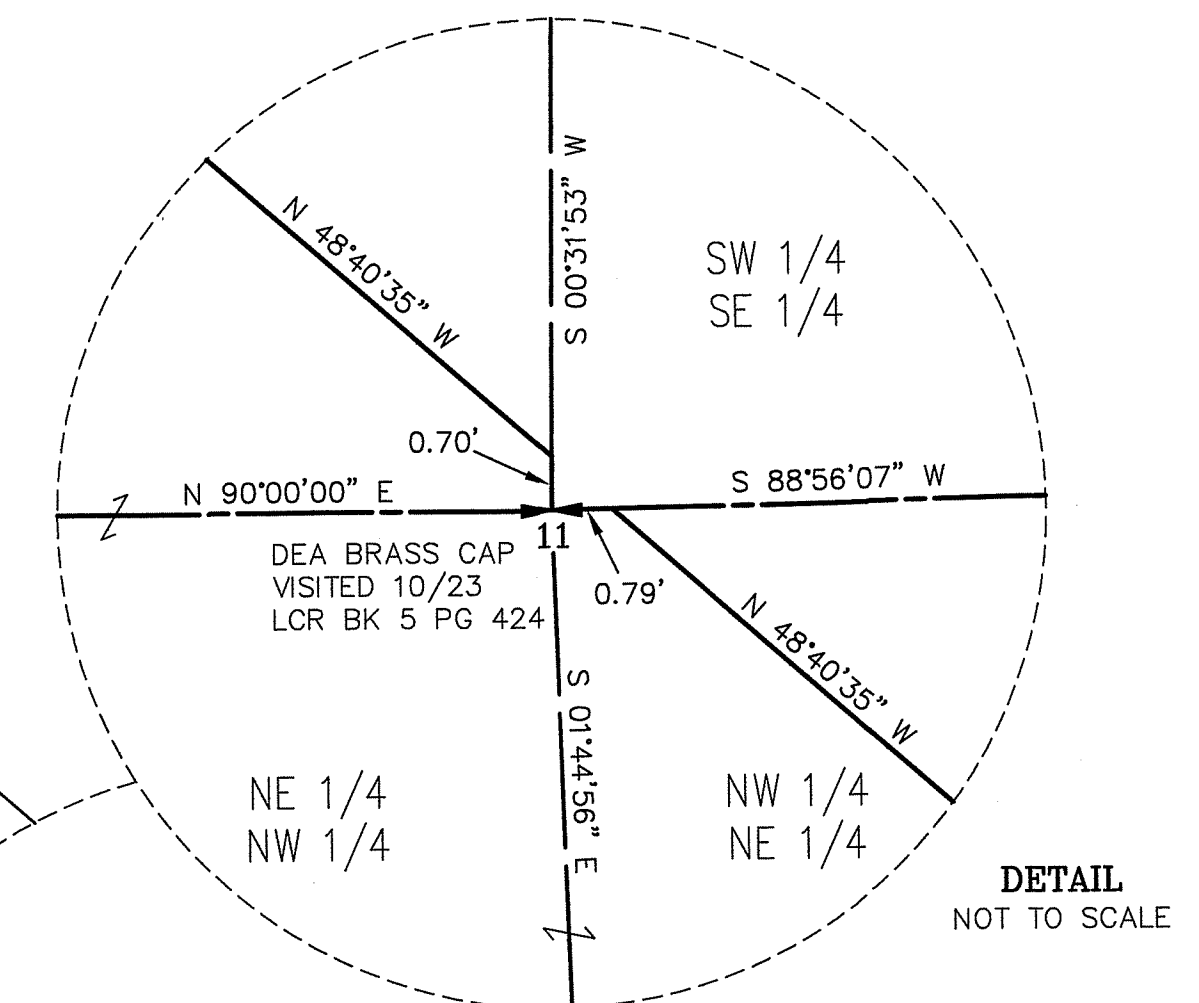 S 00°31'53" W
N 48°40'35" W
SW 1/4
SE 1/4
0.70'
N 90°00'00" E
S 88°56'07" W
11
DEA BRASS CAP
VISITED 10/23
LCR BK 5 PG 424
0.79'
N 48°40'35" W
S 01°44'56" E
NE 1/4
NW 1/4
NW 1/4
NE 1/4
DETAIL
NOT TO SCALE